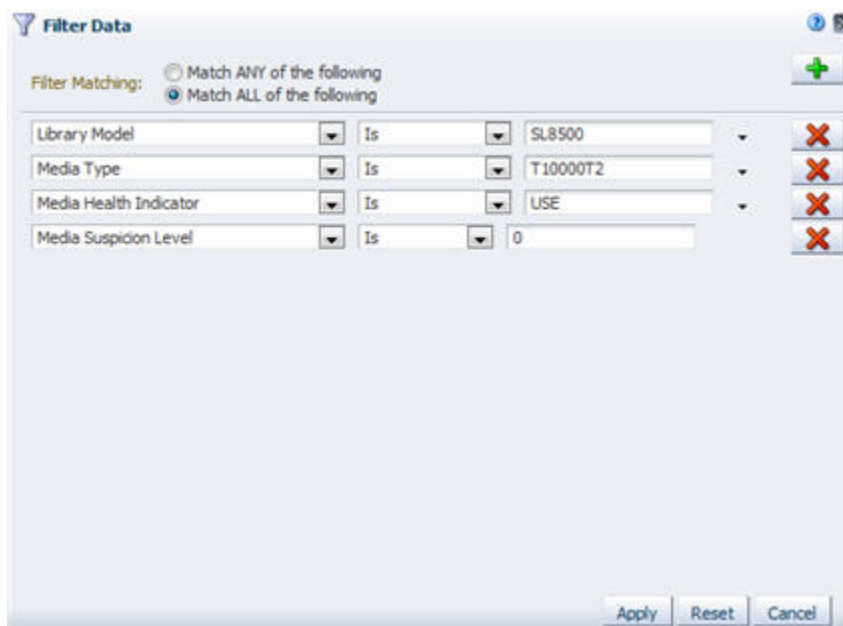 Filter Data
Filter Matching:
Match ANY of the following
Match ALL of the following
Library Model Is SL8500
Media Type Is T10000T2
Media Health Indicator Is USE
Media Suspicion Level Is 0
Apply Reset Cancel